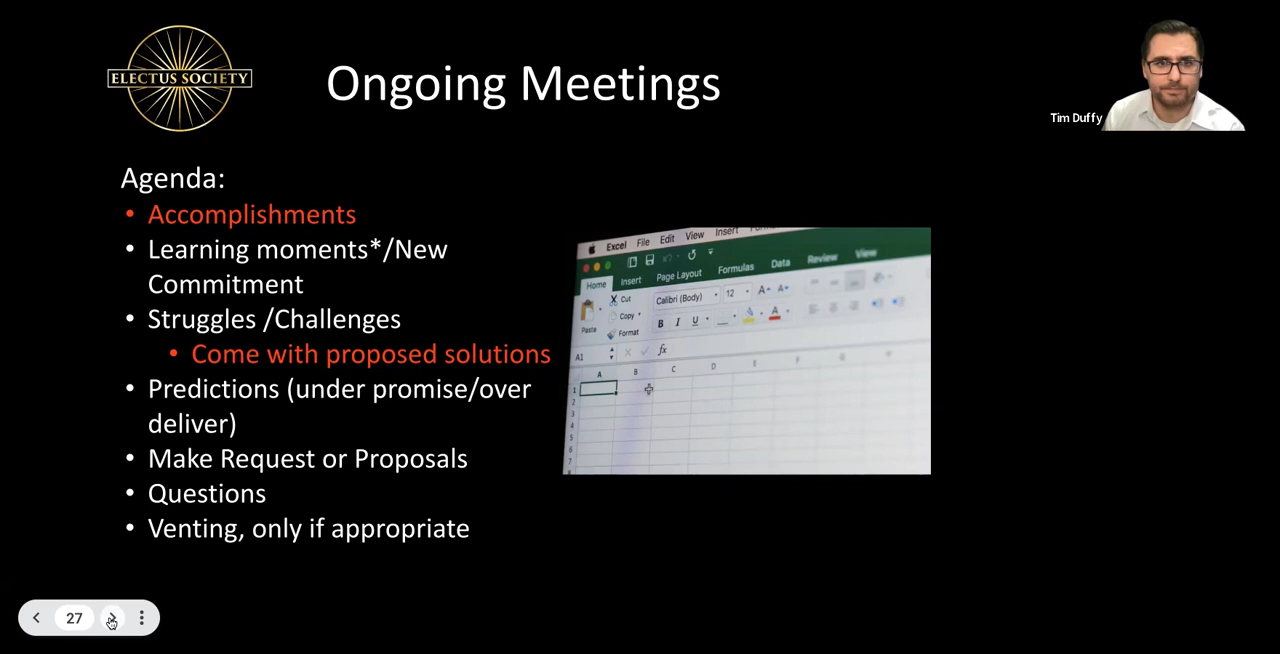 ELECTUS SOCIETY
Ongoing Meetings
Tim Duffy
Agenda:
• Accomplishments
• Learning moments*/New
Commitment
• Struggles /Challenges
• Come with proposed solutions
• Predictions (under promise/over
deliver)
• Make Request or Proposals
• Questions
• Venting, only if appropriate
Excel File Edit View Insert
Home Insert Page Layout Formulas Data Review View
Paste
Cut
Copy
Format
Calibri (Body) 12 A A
B I U A
A1 fx
A B C D E F G
1
2
3
4
5
6
7
27